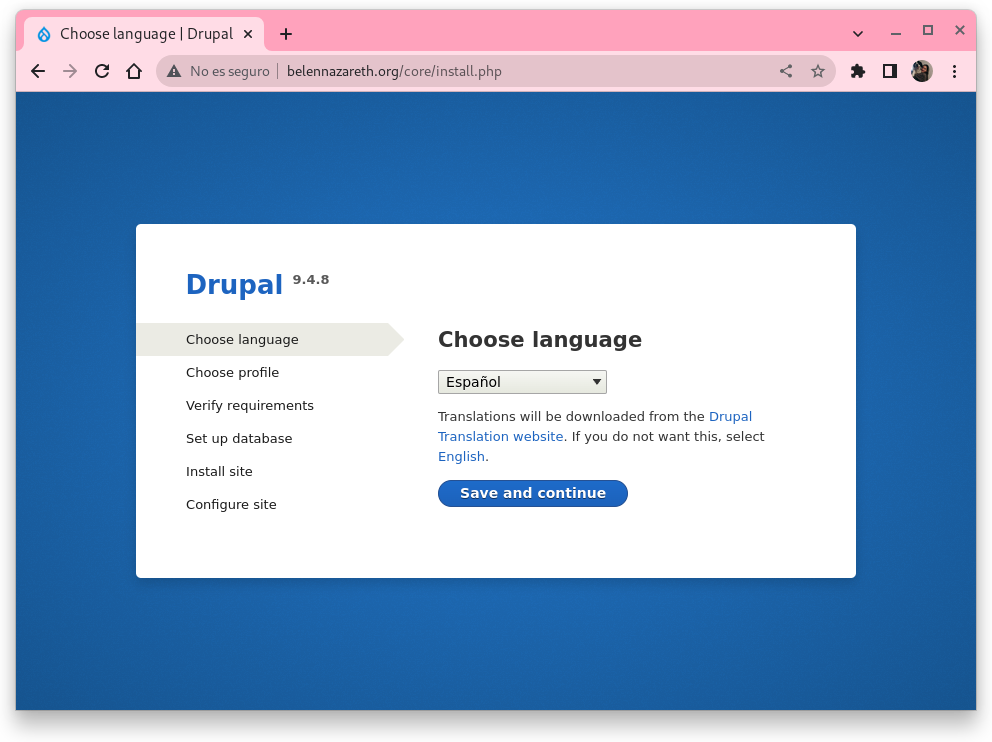 Choose language | Drupal
No es seguro
belennazareth.org/core/install.php
Drupal 9.4.8
Choose language
Choose profile
Verify requirements
Set up database
Install site
Configure site
Choose language
Español
Translations will be downloaded from the Drupal
Translation website. If you do not want this, select
English.
Save and continue